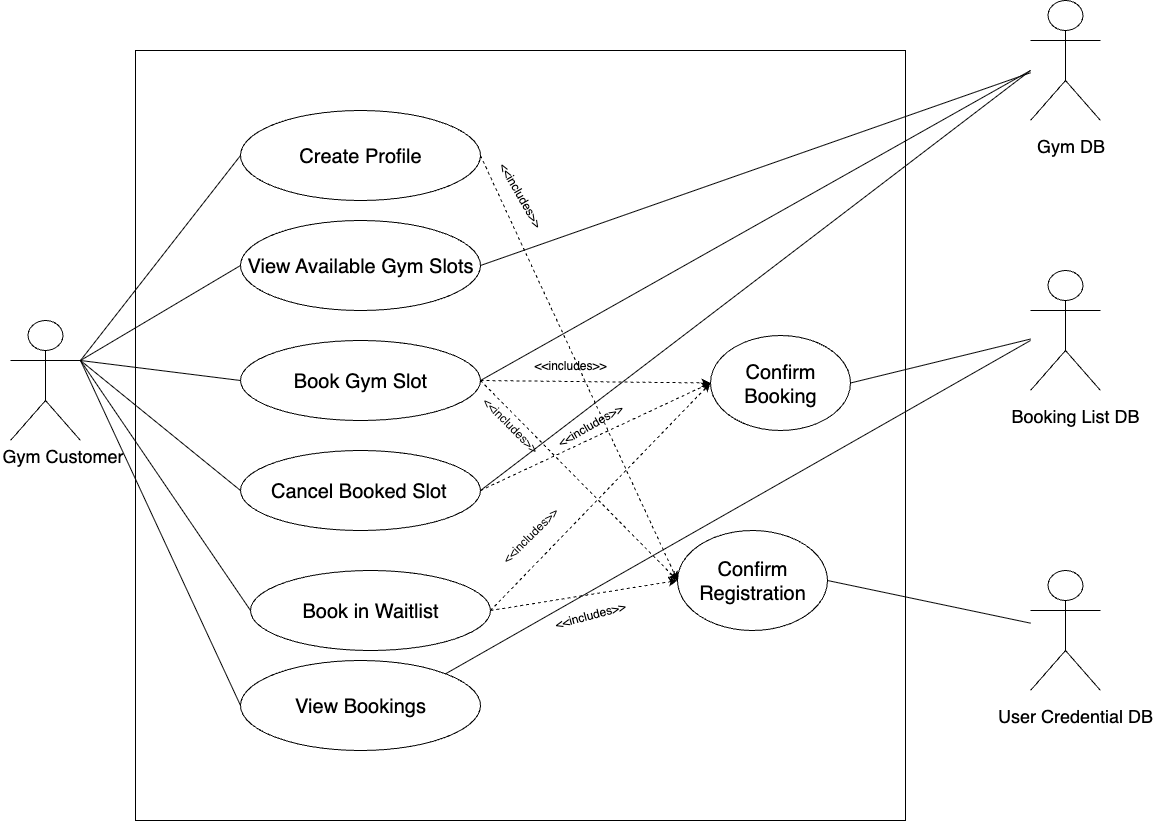 Gym DB
Create Profile
<<includes>>
View Available Gym Slots
Book Gym Slot
<<includes>>
Confirm
Booking
<<includes>>
<<includes>>
Booking List DB
Gym Customer
Cancel Booked Slot
<<includes>>
Confirm
Registration
Book in Waitlist
<<includes>>
View Bookings
User Credential DB